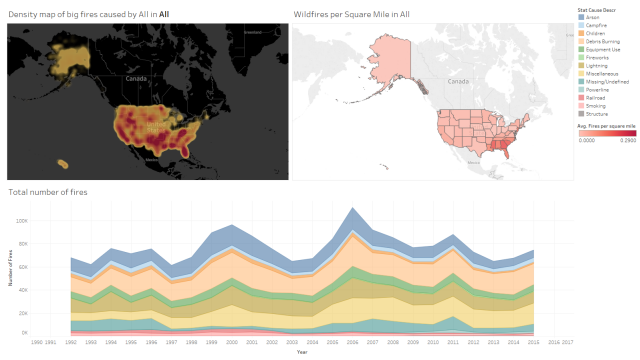 Density map of big fires caused by All in All
Wildfires per Square Mile in All
Stat Cause Descr
Arson
Campfire
Children
Debris Burning
Equipment Use
Fireworks
Lightning
Miscellaneous
Missing/Undefined
Powerline
Railroad
Smoking
Structure
Avg. Fires per square mile
0.0000 0.2900
Canada
United
Mexico
Canada
Mexico
Total number of fires
Number of Fires
100K
80K
60K
40K
20K
0K
1990 1991 1992 1993 1994 1995 1996 1997 1998 1999 2000 2001 2002 2003 2004 2005 2006 2007 2008 2009 2010 2011 2012 2013 2014 2015 2016 2017
Year